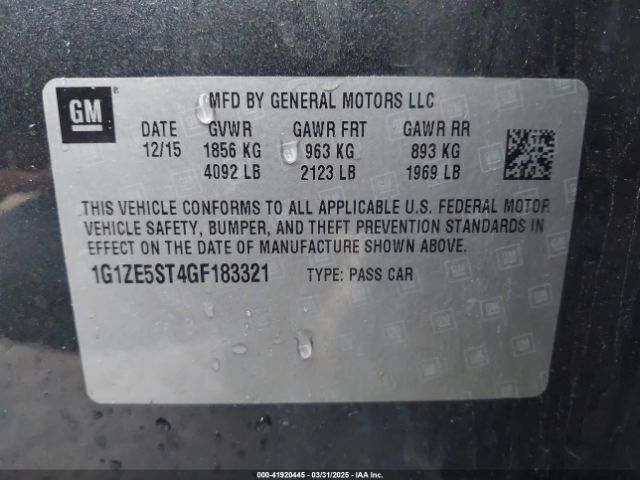 GM
MFD BY GENERAL MOTORS LLC
DATE GVWR GAWR FRT GAWR RR
12/15 1856 KG 963 KG 893 KG
4092 LB 2123 LB 1969 LB
THIS VEHICLE CONFORMS TO ALL APPLICABLE U.S. FEDERAL MOTOR
VEHICLE SAFETY, BUMPER, AND THEFT PREVENTION STANDARDS IN
EFFECT ON THE DATE OF MANUFACTURE SHOWN ABOVE.
1G1ZE5ST4GF183321 TYPE: PASS CAR
000-41920445 - 03/31/2025 - COPYRIGHT IAA, LLC.